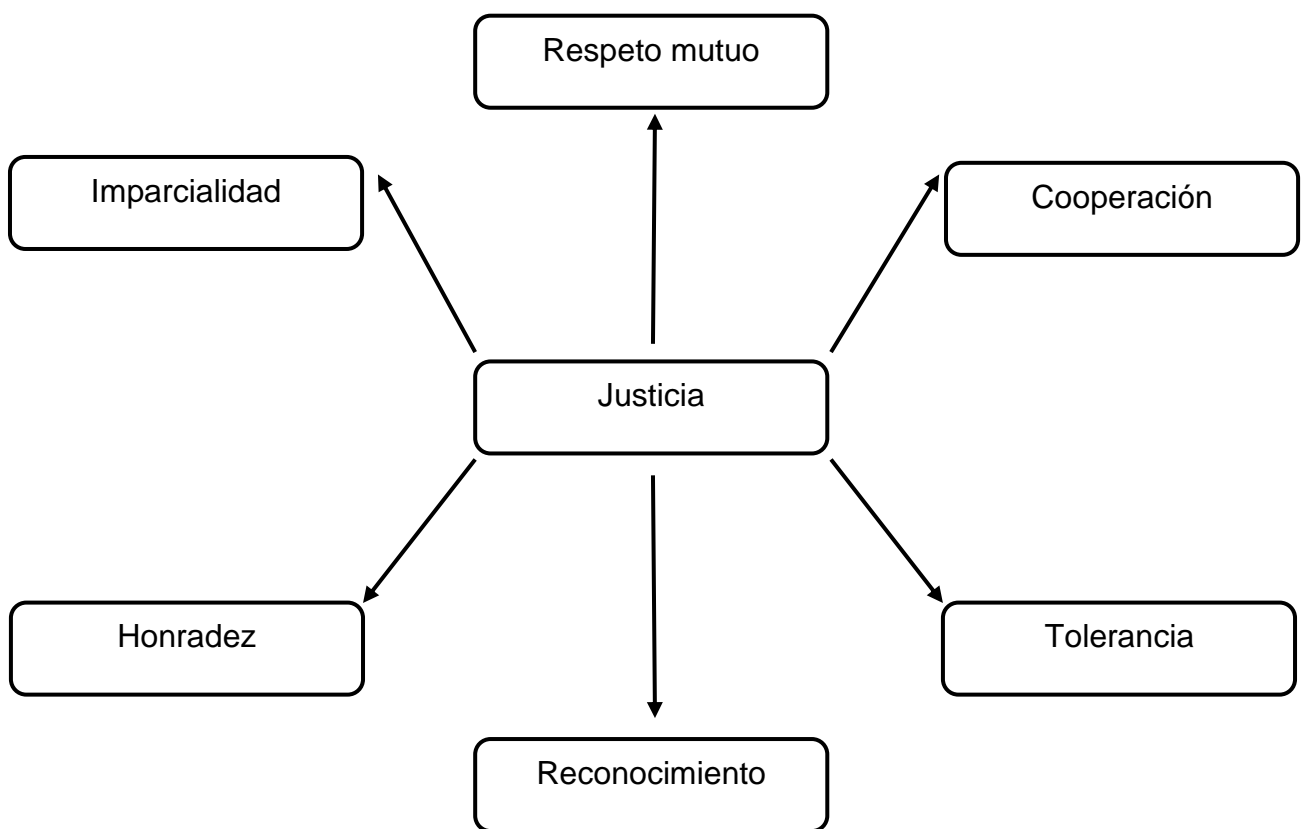 Respeto mutuo
Imparcialidad
Cooperación
Justicia
Honradez
Tolerancia
Reconocimiento